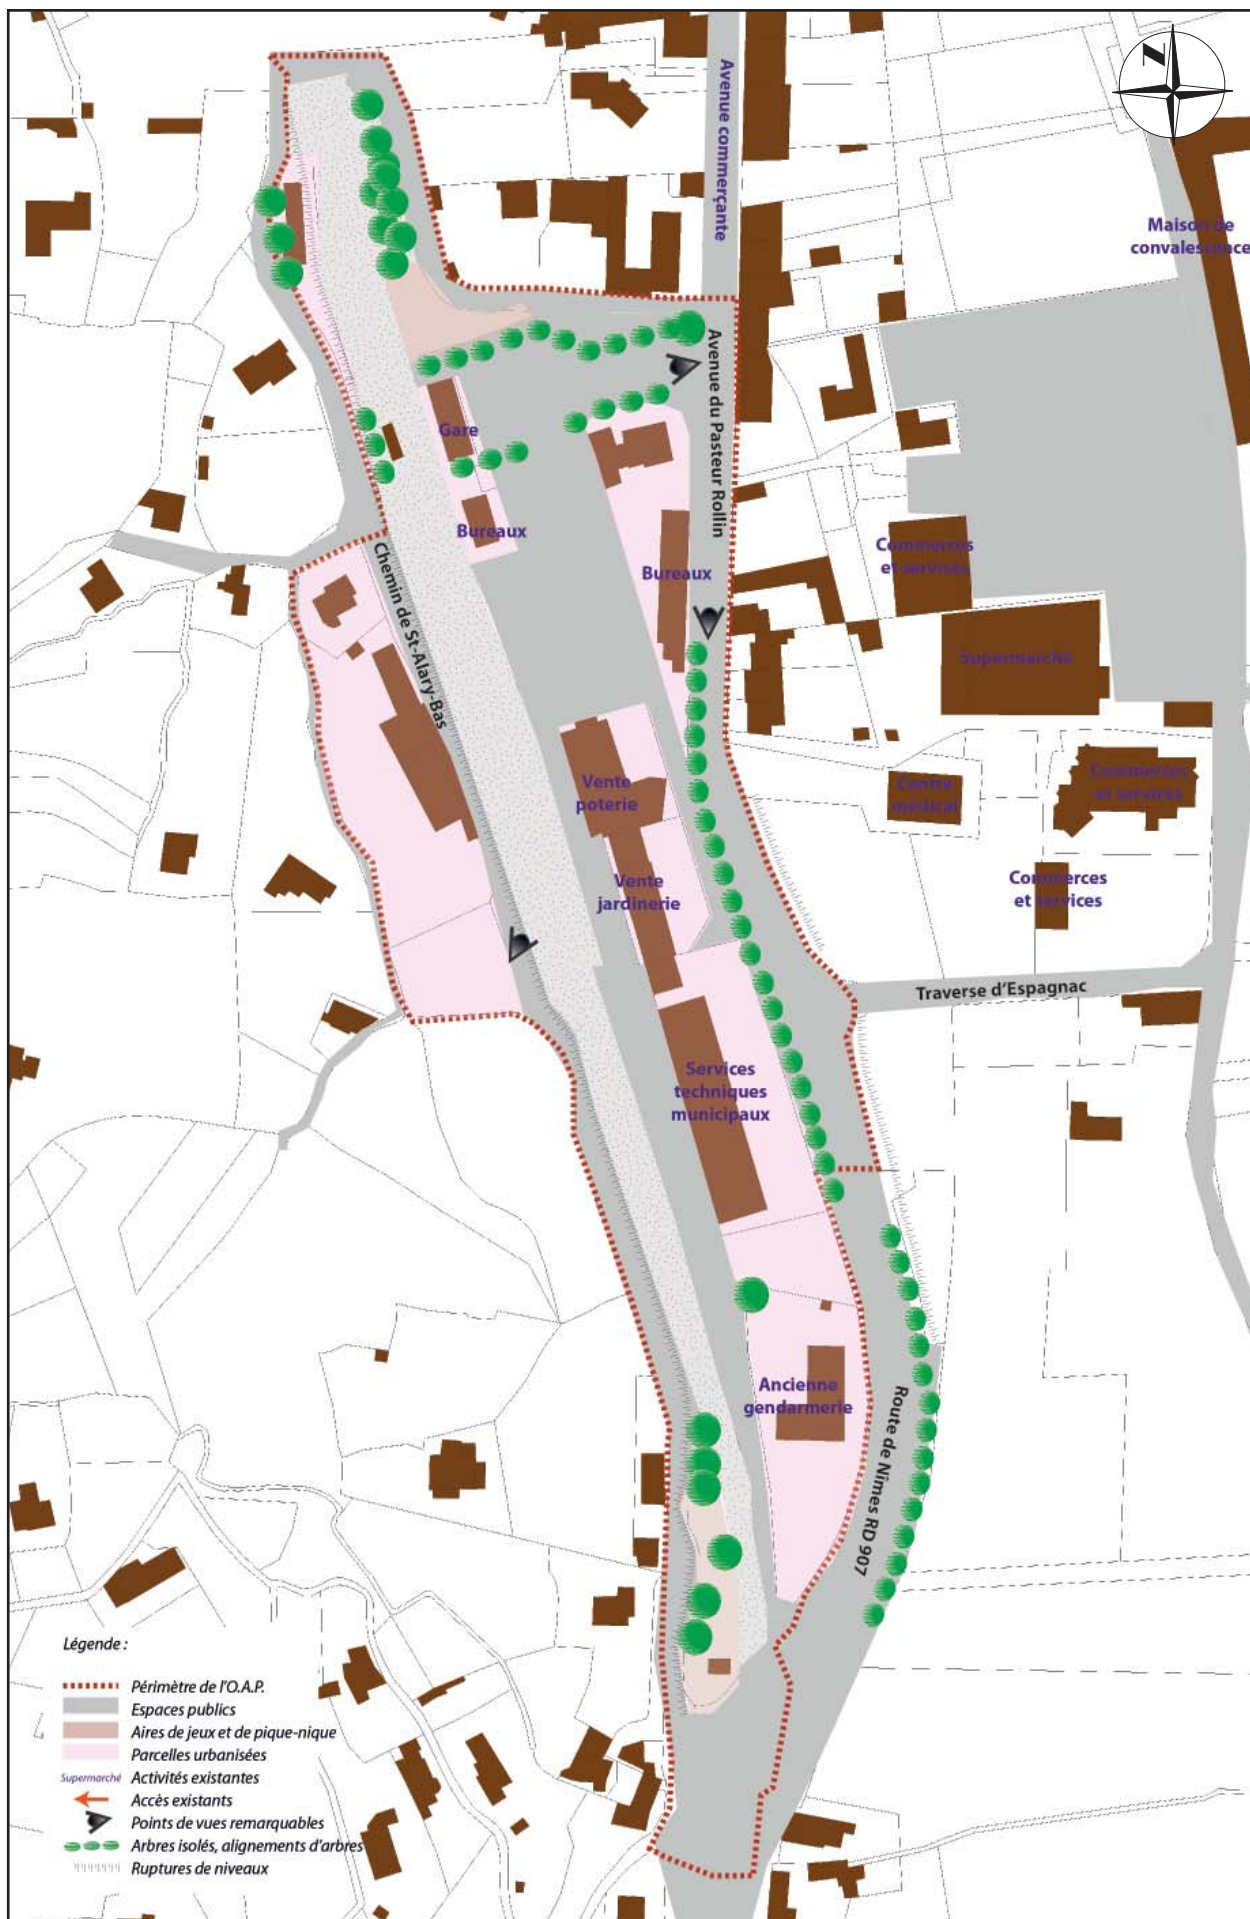 N
Avenue commerçante
Maison de
convalescence
Avenue du Pasteur Rollin
Gare
Bureaux
Bureaux
Commerces
et services
Chemin de St-Alary-Bas
Supermarché
Vente
poterie
Centre
médical
Commerces
et services
Vente
jardinerie
Commerces
et services
Traverse d'Espagnac
Services
techniques
municipaux
Ancienne
gendarmerie
Route de Nîmes RD 907
Légende :
Périmètre de l'O.A.P.
Espaces publics
Aires de jeux et de pique-nique
Parcelles urbanisées
Supermarché Activités existantes
Accès existants
Points de vues remarquables
Arbres isolés, alignements d'arbres
Ruptures de niveaux